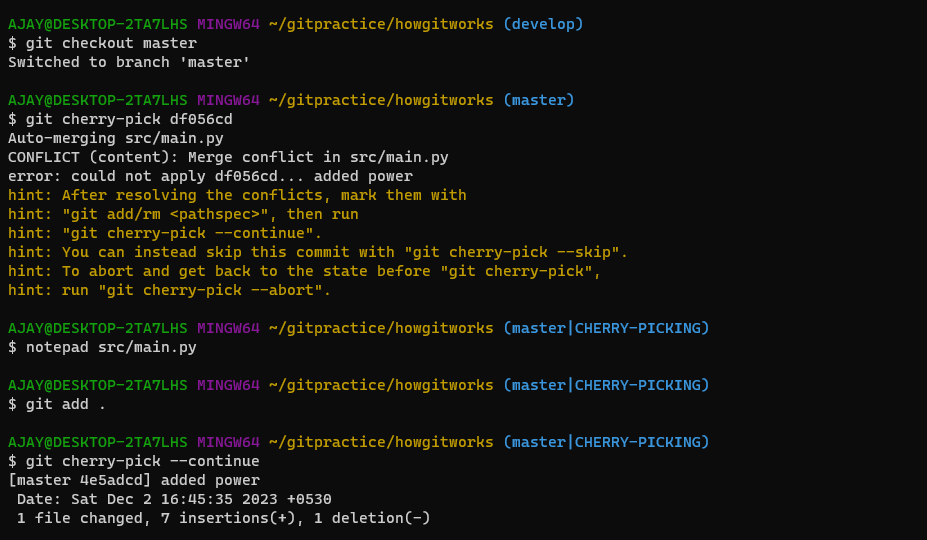 AJAY@DESKTOP-2TA7LHS MINGW64 ~/gitpractice/howgitworks (develop)
$ git checkout master
Switched to branch 'master'
AJAY@DESKTOP-2TA7LHS MINGW64 ~/gitpractice/howgitworks (master)
$ git cherry-pick df056cd
Auto-merging src/main.py
CONFLICT (content): Merge conflict in src/main.py
error: could not apply df056cd... added power
hint: After resolving the conflicts, mark them with
hint: "git add/rm <pathspec>", then run
hint: "git cherry-pick --continue".
hint: You can instead skip this commit with "git cherry-pick --skip".
hint: To abort and get back to the state before "git cherry-pick",
hint: run "git cherry-pick --abort".
AJAY@DESKTOP-2TA7LHS MINGW64 ~/gitpractice/howgitworks (master|CHERRY-PICKING)
$ notepad src/main.py
AJAY@DESKTOP-2TA7LHS MINGW64 ~/gitpractice/howgitworks (master|CHERRY-PICKING)
$ git add .
AJAY@DESKTOP-2TA7LHS MINGW64 ~/gitpractice/howgitworks (master|CHERRY-PICKING)
$ git cherry-pick --continue
[master 4e5adcd] added power
 Date: Sat Dec 2 16:45:35 2023 +0530
 1 file changed, 7 insertions(+), 1 deletion(-)